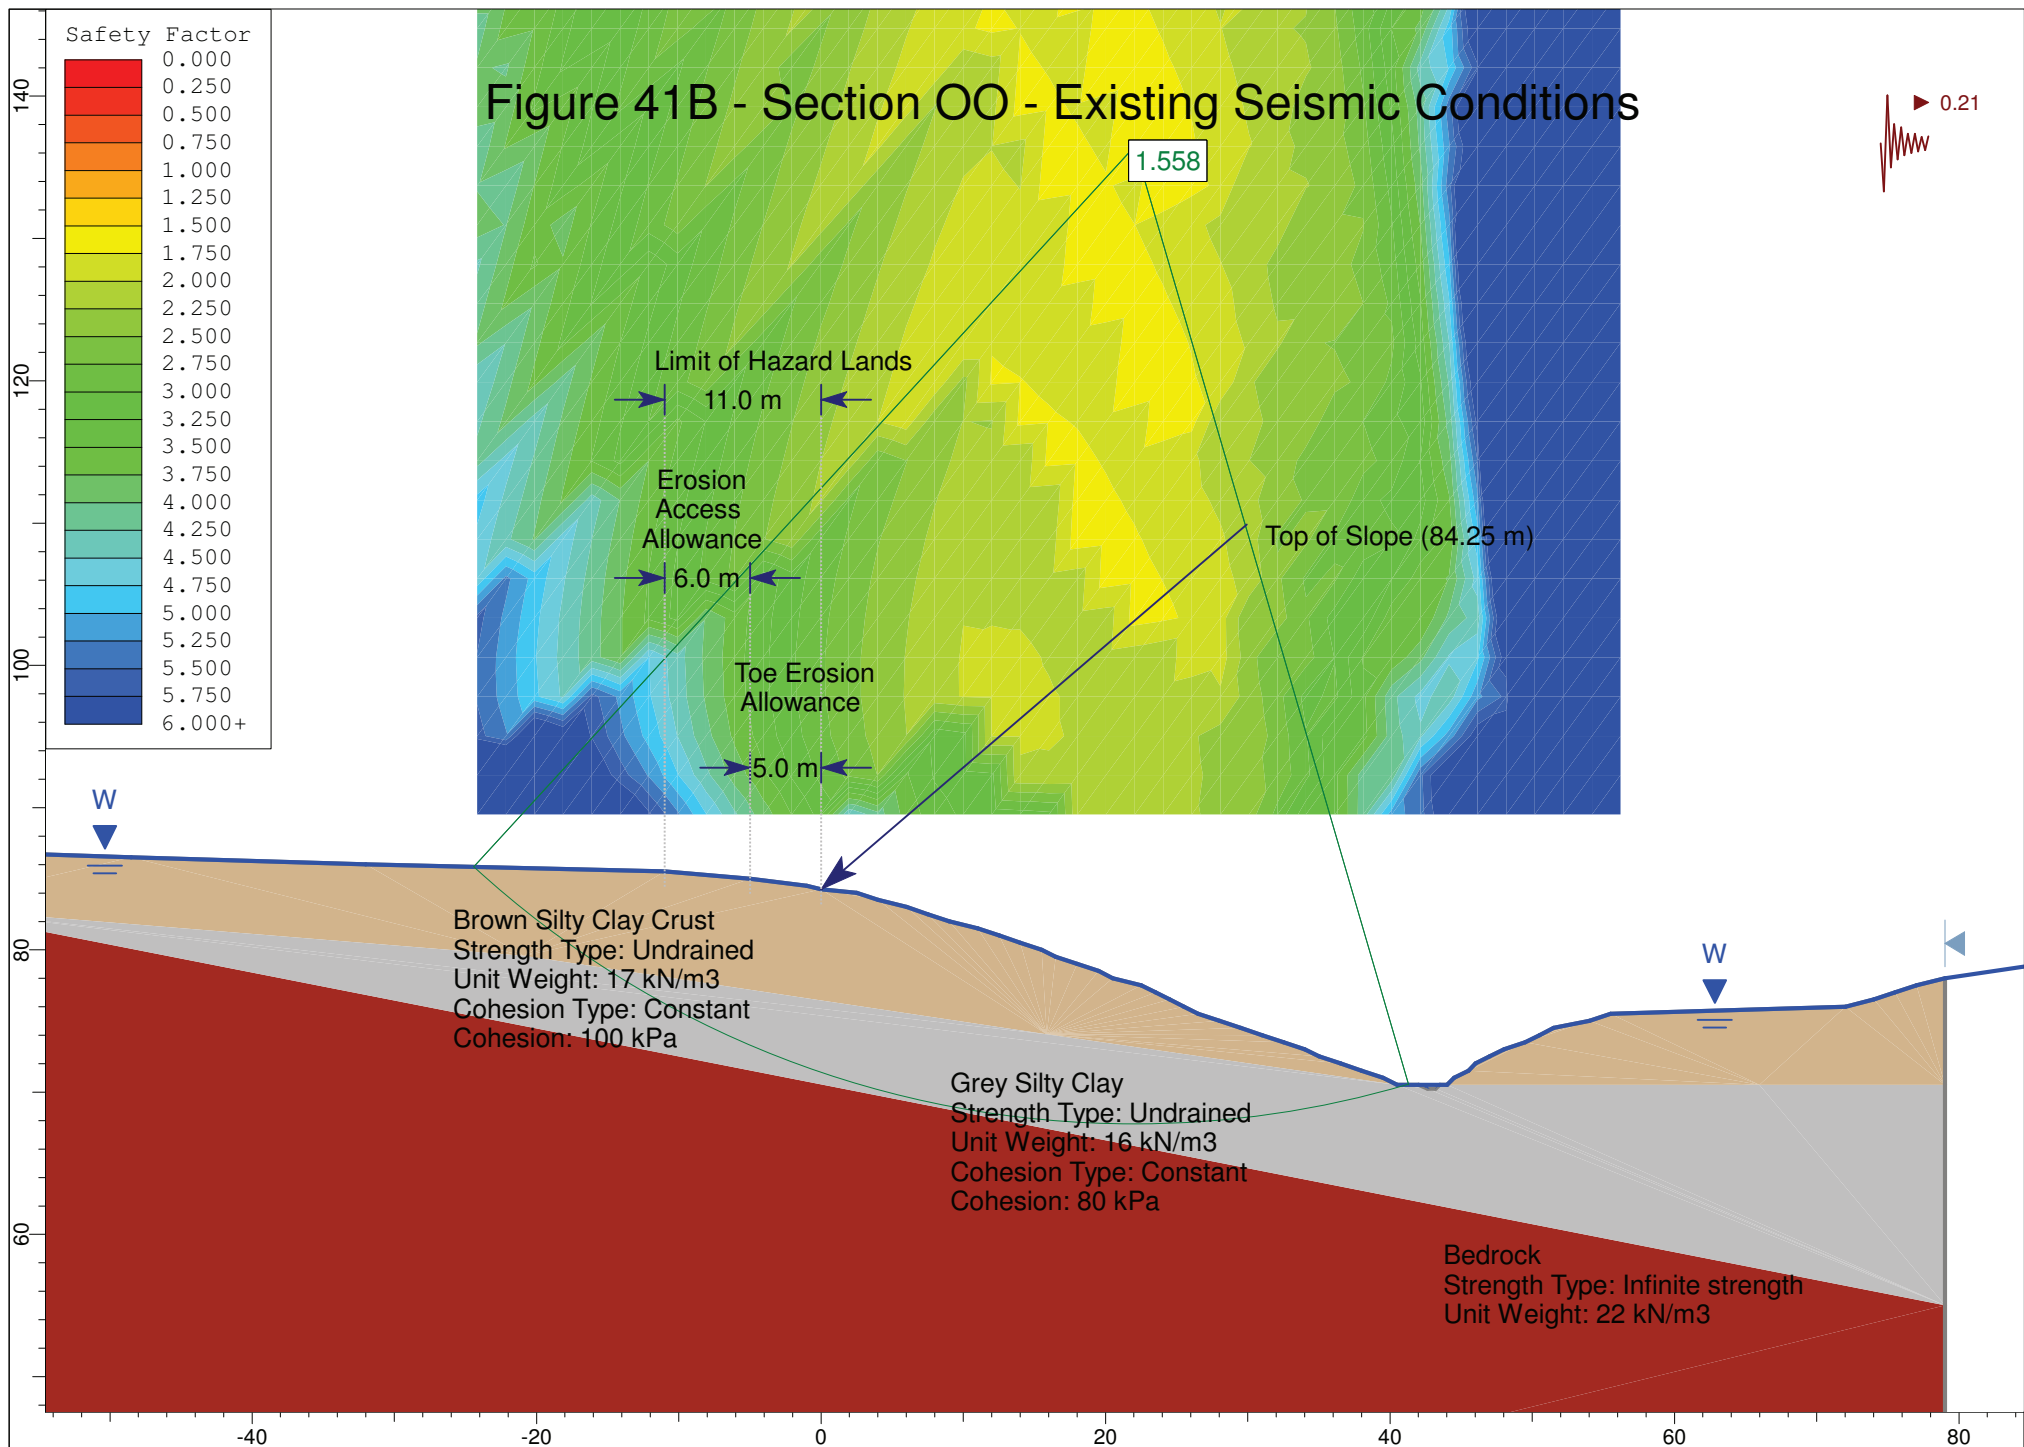 Safety Factor
0.000
0.250
0.500
0.750
1.000
1.250
1.500
1.750
2.000
2.250
2.500
2.750
3.000
3.250
3.500
3.750
4.000
4.250
4.500
4.750
5.000
5.250
5.500
5.750
6.000+
Figure 41B - Section OO - Existing Seismic Conditions
0.21
1.558
Limit of Hazard Lands
11.0 m
Erosion
Access
Allowance
6.0 m
Top of Slope (84.25 m)
Toe Erosion
Allowance
5.0 m
W
W
Brown Silty Clay Crust
Strength Type: Undrained
Unit Weight: 17 kN/m3
Cohesion Type: Constant
Cohesion: 100 kPa
Grey Silty Clay
Strength Type: Undrained
Unit Weight: 16 kN/m3
Cohesion Type: Constant
Cohesion: 80 kPa
Bedrock
Strength Type: Infinite strength
Unit Weight: 22 kN/m3
140
120
100
80
60
-40
-20
0
20
40
60
80